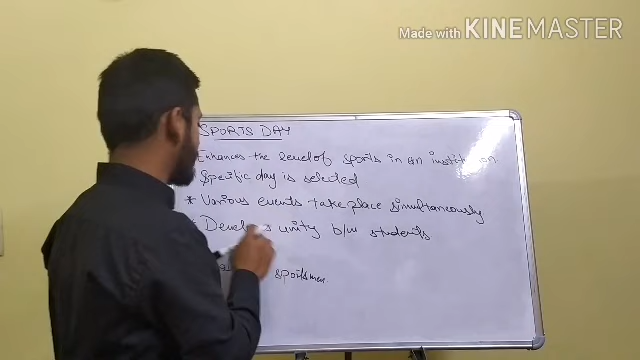 Made with KINEMASTER
SPORTS DAY
Enhances the level of sports in an institution
Specific day is selected
* Various events take place simultaneously
* Develops unity b/w students
sportsmen.